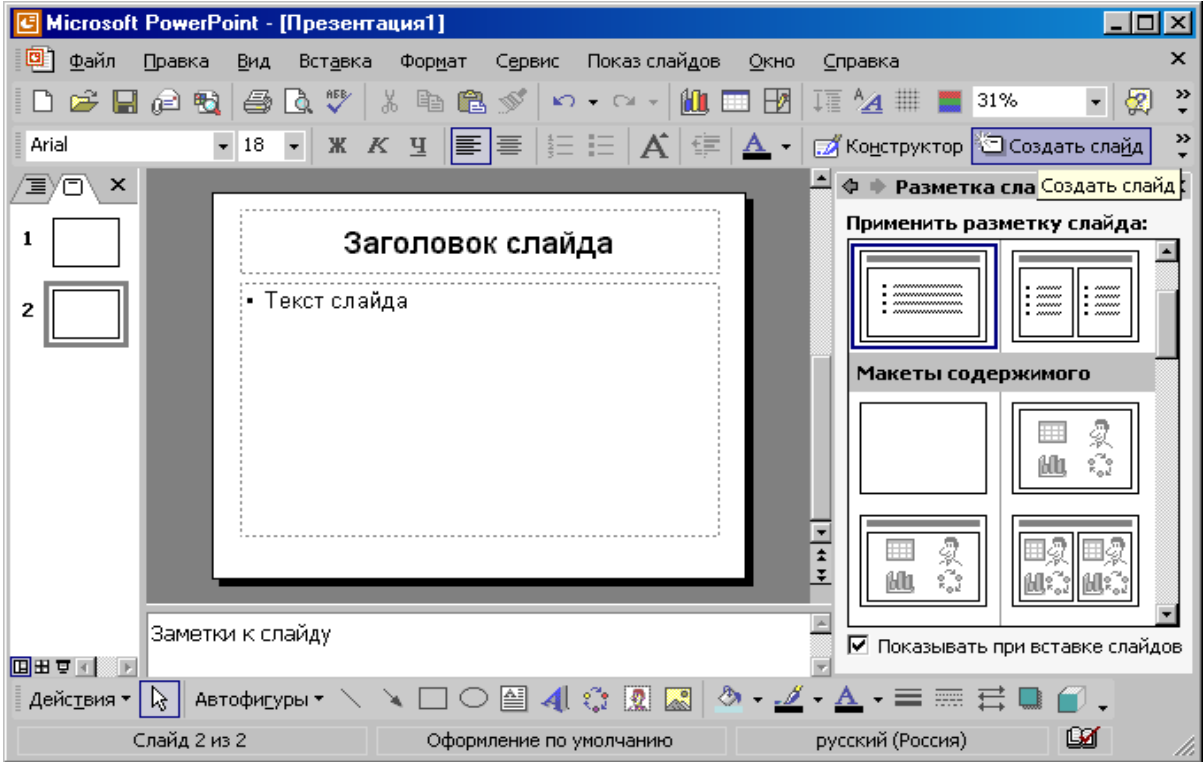 Microsoft PowerPoint - [Презентация1]
Файл Правка Вид Вставка Формат Сервис Показ слайдов Окно Справка
31%
Arial 18 Ж К Ч Конструктор Создать слайд
Разметка сла Создать слайд
Применить разметку слайда:
1
2
Заголовок слайда
▪ Текст слайда
Макеты содержимого
Заметки к слайду
Показывать при вставке слайдов
Действия Автофигуры
Слайд 2 из 2 Оформление по умолчанию русский (Россия)